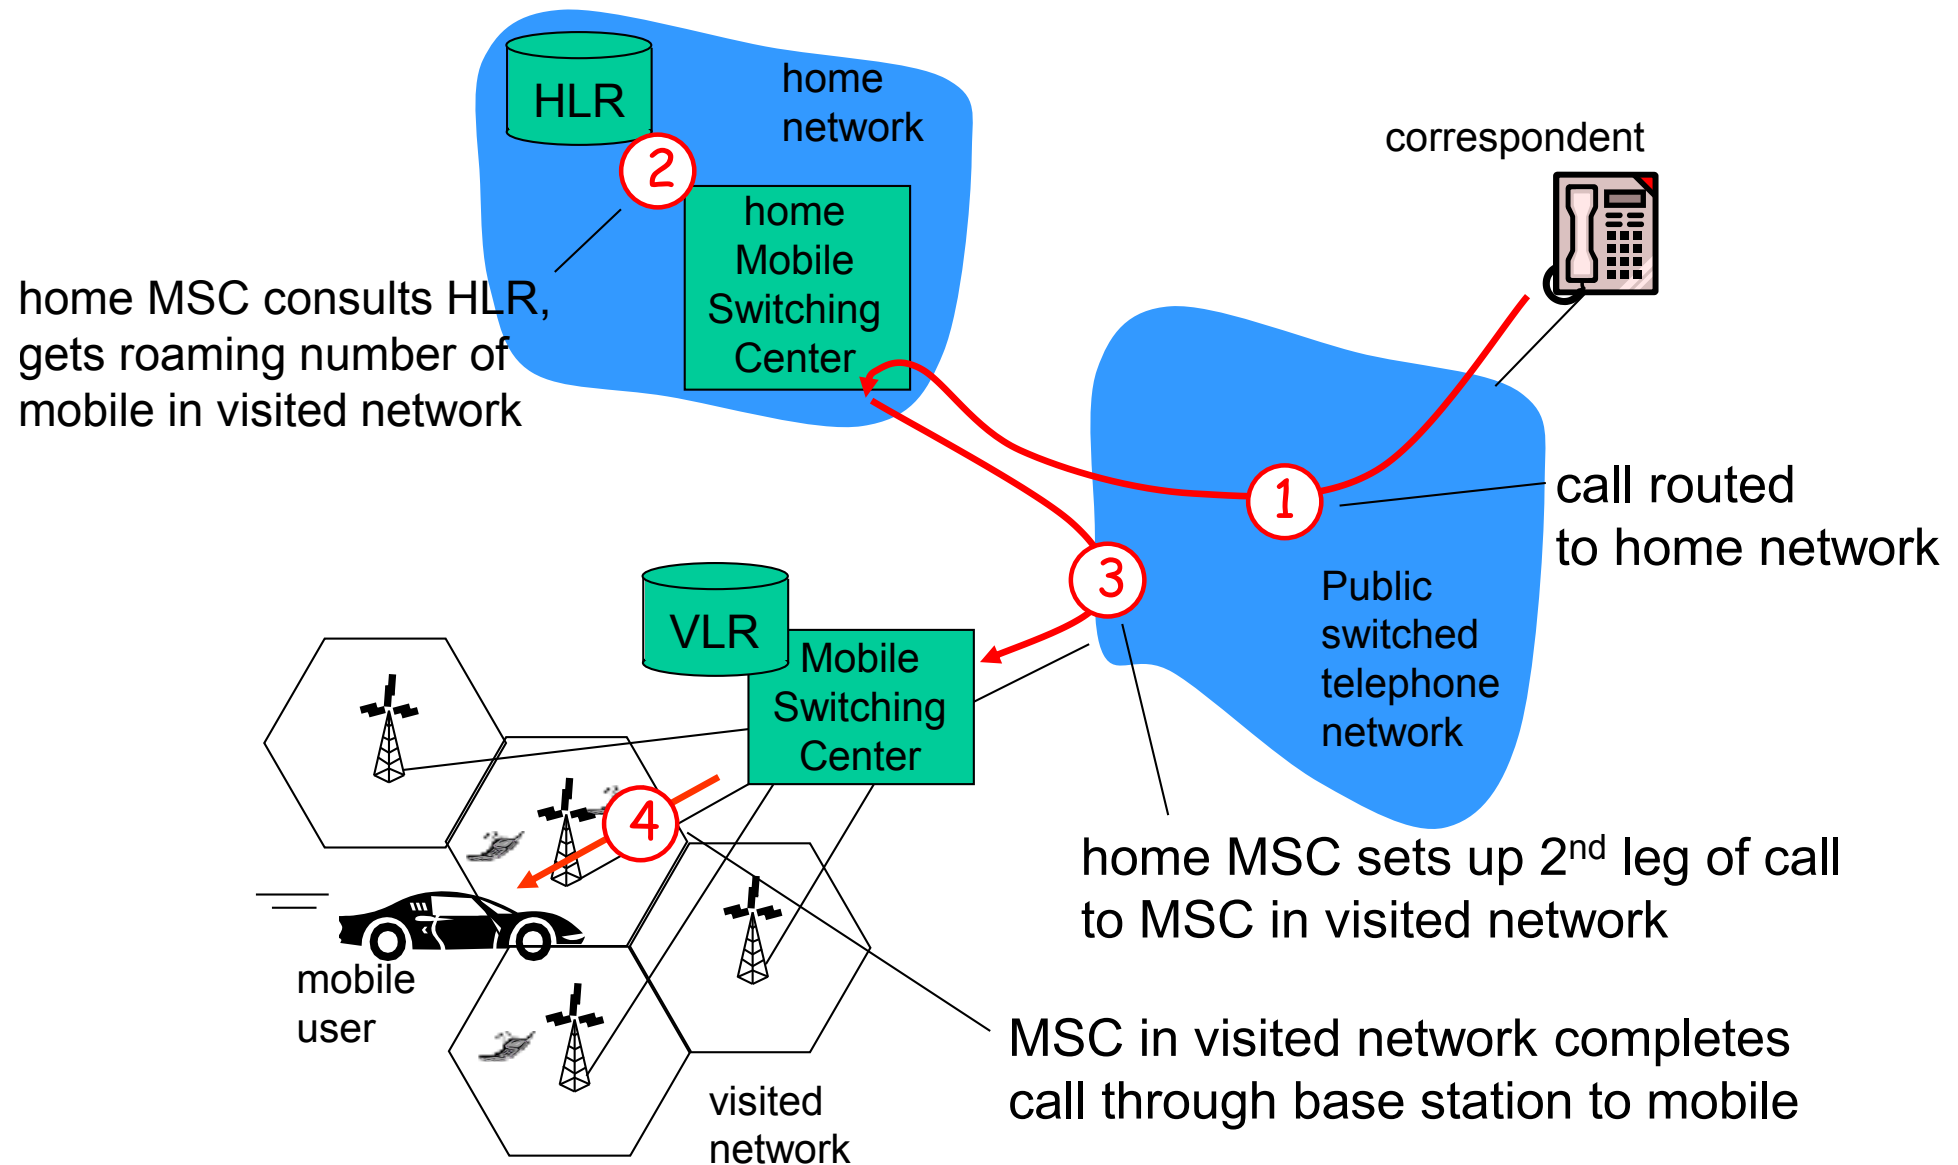 HLR
home
network
correspondent
2
home
Mobile
Switching
Center
home MSC consults HLR,
gets roaming number of
mobile in visited network
1
call routed
to home network
3
Public
switched
telephone
network
VLR
Mobile
Switching
Center
4
home MSC sets up 2nd leg of call
to MSC in visited network
mobile
user
MSC in visited network completes
call through base station to mobile
visited
network